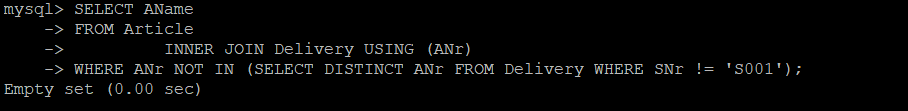 mysql> SELECT AName
    -> FROM Article
    ->          INNER JOIN Delivery USING (ANr)
    -> WHERE ANr NOT IN (SELECT DISTINCT ANr FROM Delivery WHERE SNr != 'S001');
Empty set (0.00 sec)